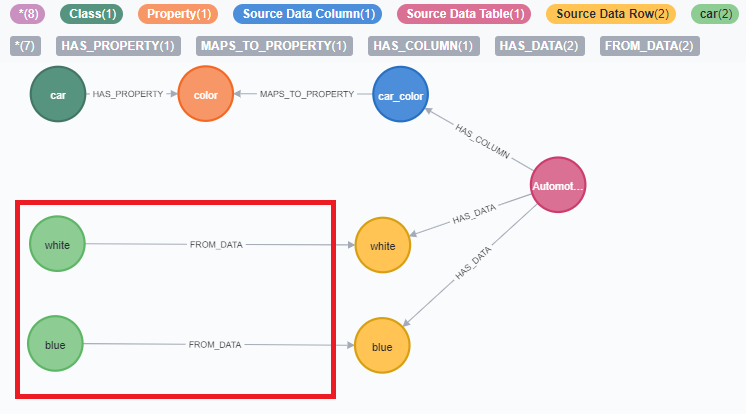 *(8) Class(1) Property(1) Source Data Column(1) Source Data Table(1) Source Data Row(2) car(2)
*(7) HAS_PROPERTY(1) MAPS_TO_PROPERTY(1) HAS_COLUMN(1) HAS_DATA(2) FROM_DATA(2)
car HAS_PROPERTY color MAPS_TO_PROPERTY car_color
HAS_COLUMN
Automot...
HAS_DATA
white FROM_DATA white
HAS_DATA
blue FROM_DATA blue